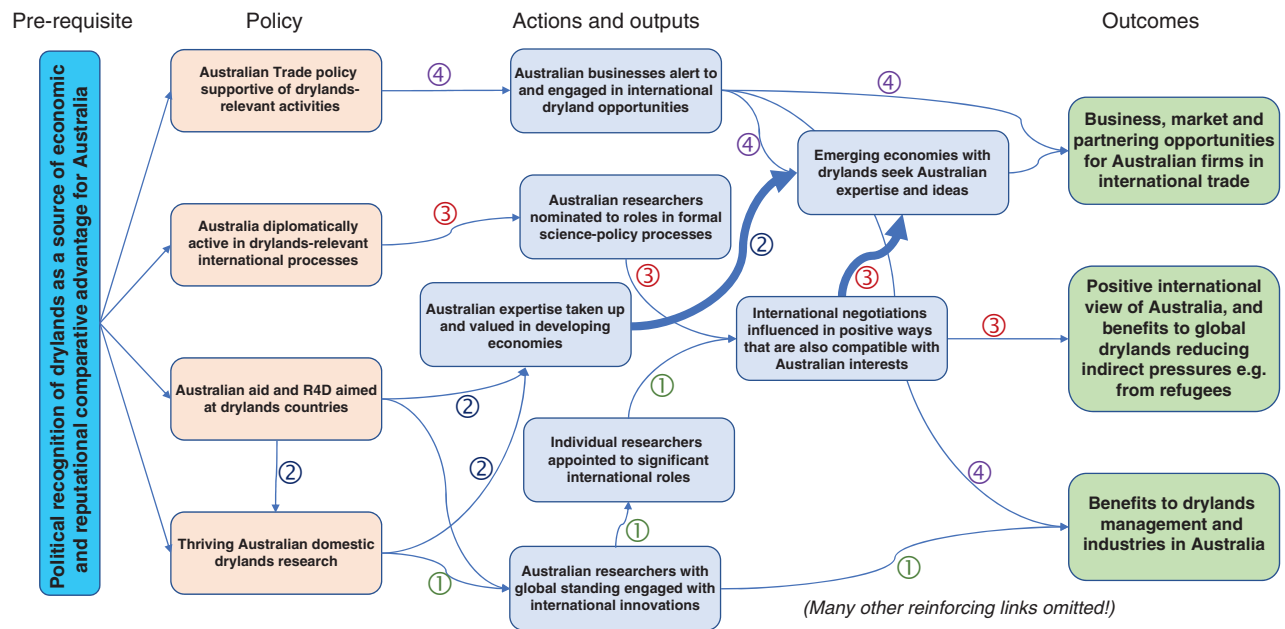 Pre-requisite
Policy
Actions and outputs
Outcomes
Political recognition of drylands as a source of economic
and reputational comparative advantage for Australia
Australian Trade policy
supportive of drylands-
relevant activities
④
Australian businesses alert to
and engaged in international
dryland opportunities
④
④
Business, market and
partnering opportunities
for Australian firms in
international trade
Emerging economies with
drylands seek Australian
expertise and ideas
Australia diplomatically
active in drylands-relevant
international processes
③
Australian researchers
nominated to roles in formal
science-policy processes
②
③
③
Australian expertise taken up
and valued in developing
economies
International negotiations
influenced in positive ways
that are also compatible with
Australian interests
③
Positive international
view of Australia, and
benefits to global
drylands reducing
indirect pressures e.g.
from refugees
Australian aid and R4D aimed
at drylands countries
②
①
②
②
Individual researchers
appointed to significant
international roles
④
Thriving Australian domestic
drylands research
①
①
Australian researchers with
global standing engaged with
international innovations
①
Benefits to drylands
management and
industries in Australia
(Many other reinforcing links omitted!)